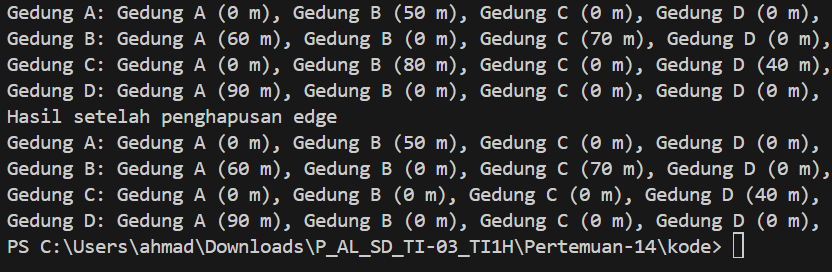 Gedung A: Gedung A (0 m), Gedung B (50 m), Gedung C (0 m), Gedung D (0 m),
Gedung B: Gedung A (60 m), Gedung B (0 m), Gedung C (70 m), Gedung D (0 m),
Gedung C: Gedung A (0 m), Gedung B (80 m), Gedung C (0 m), Gedung D (40 m),
Gedung D: Gedung A (90 m), Gedung B (0 m), Gedung C (0 m), Gedung D (0 m),
Hasil setelah penghapusan edge
Gedung A: Gedung A (0 m), Gedung B (50 m), Gedung C (0 m), Gedung D (0 m),
Gedung B: Gedung A (60 m), Gedung B (0 m), Gedung C (70 m), Gedung D (0 m),
Gedung C: Gedung A (0 m), Gedung B (0 m), Gedung C (0 m), Gedung D (40 m),
Gedung D: Gedung A (90 m), Gedung B (0 m), Gedung C (0 m), Gedung D (0 m),
PS C:\Users\ahmad\Downloads\P_AL_SD_TI-03_TI1H\Pertemuan-14\kode>